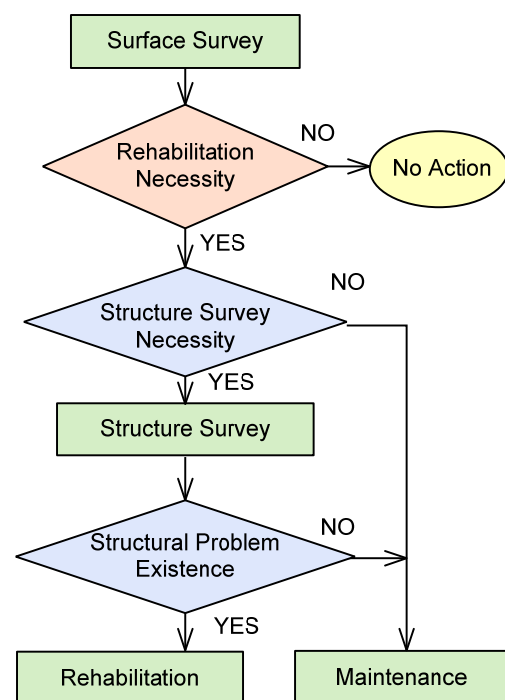 Surface Survey
NO
Rehabilitation
Necessity
No Action
YES
NO
Structure Survey
Necessity
YES
Structure Survey
NO
Structural Problem
Existence
YES
Rehabilitation
Maintenance